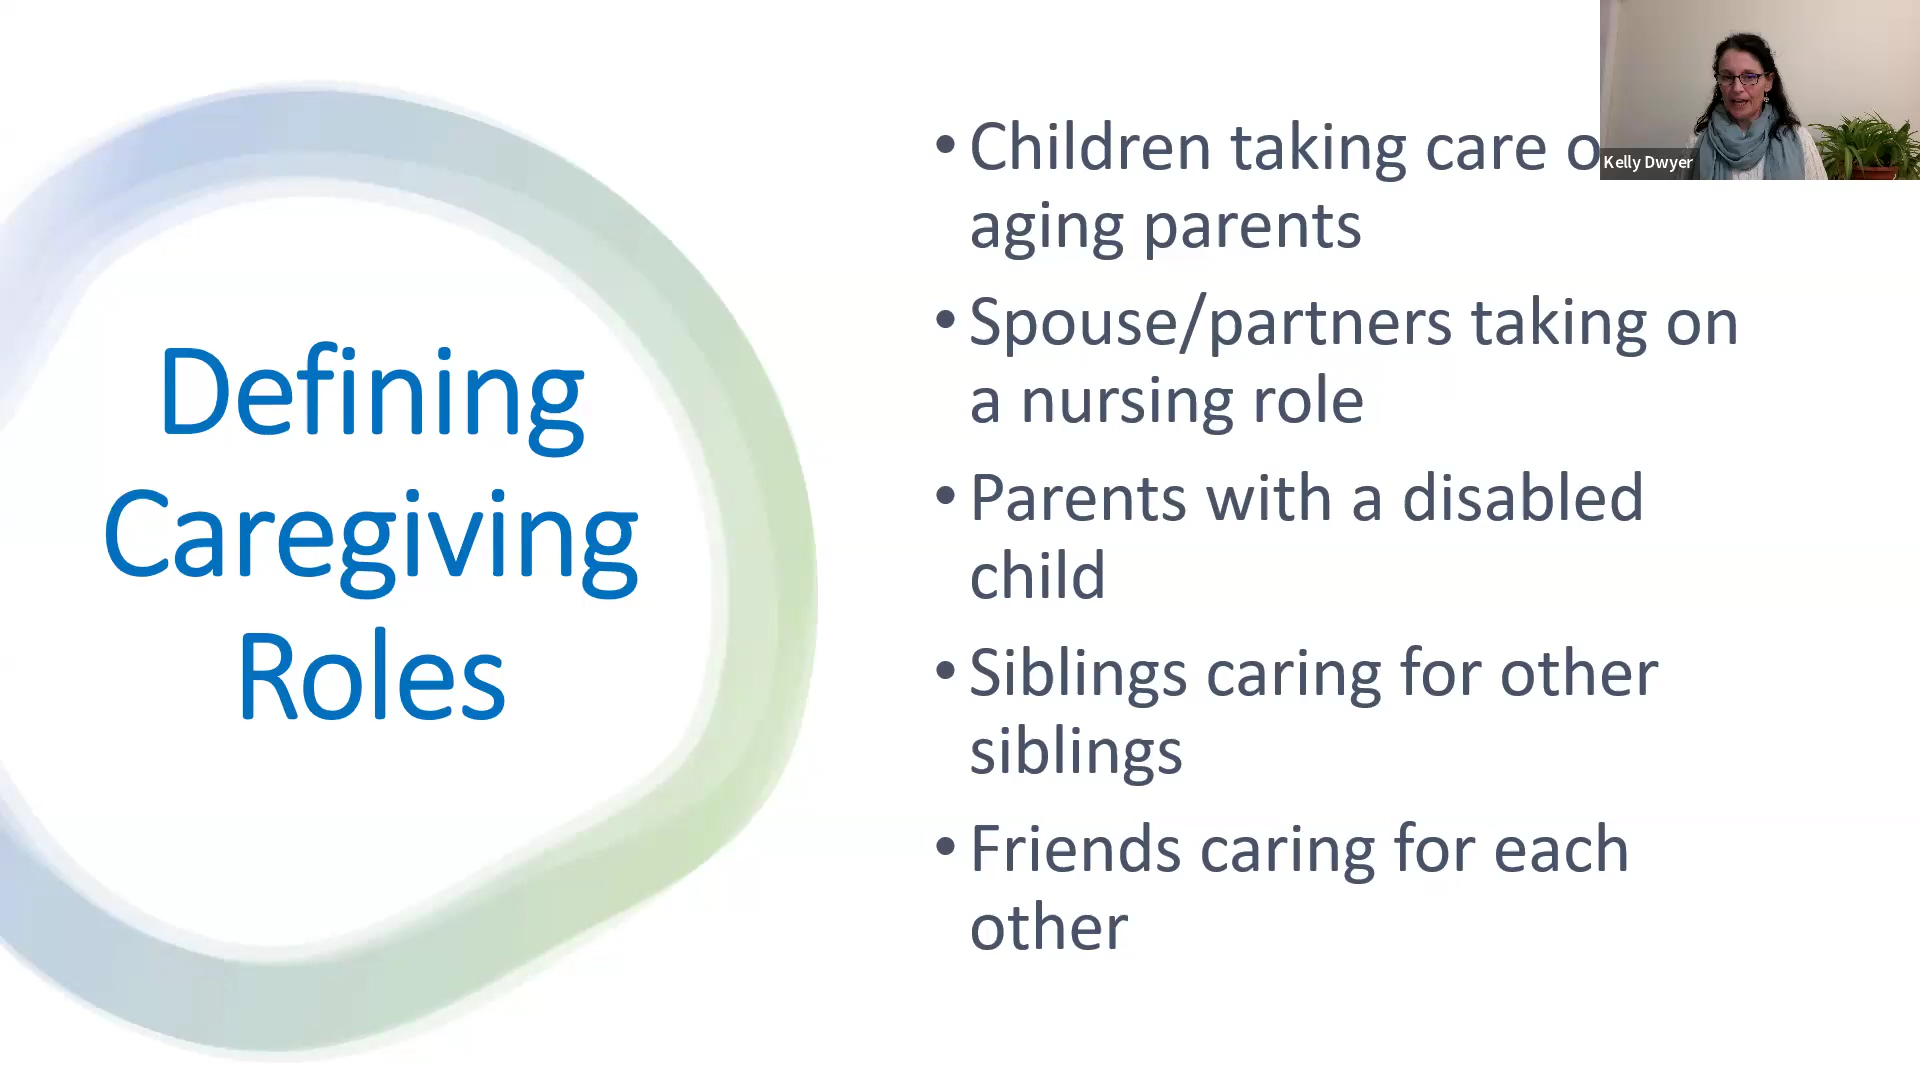 Defining
Caregiving
Roles
• Children taking care
aging parents
• Spouse/partners taking on
a nursing role
• Parents with a disabled
child
• Siblings caring for other
siblings
• Friends caring for each
other
Kelly Dwyer